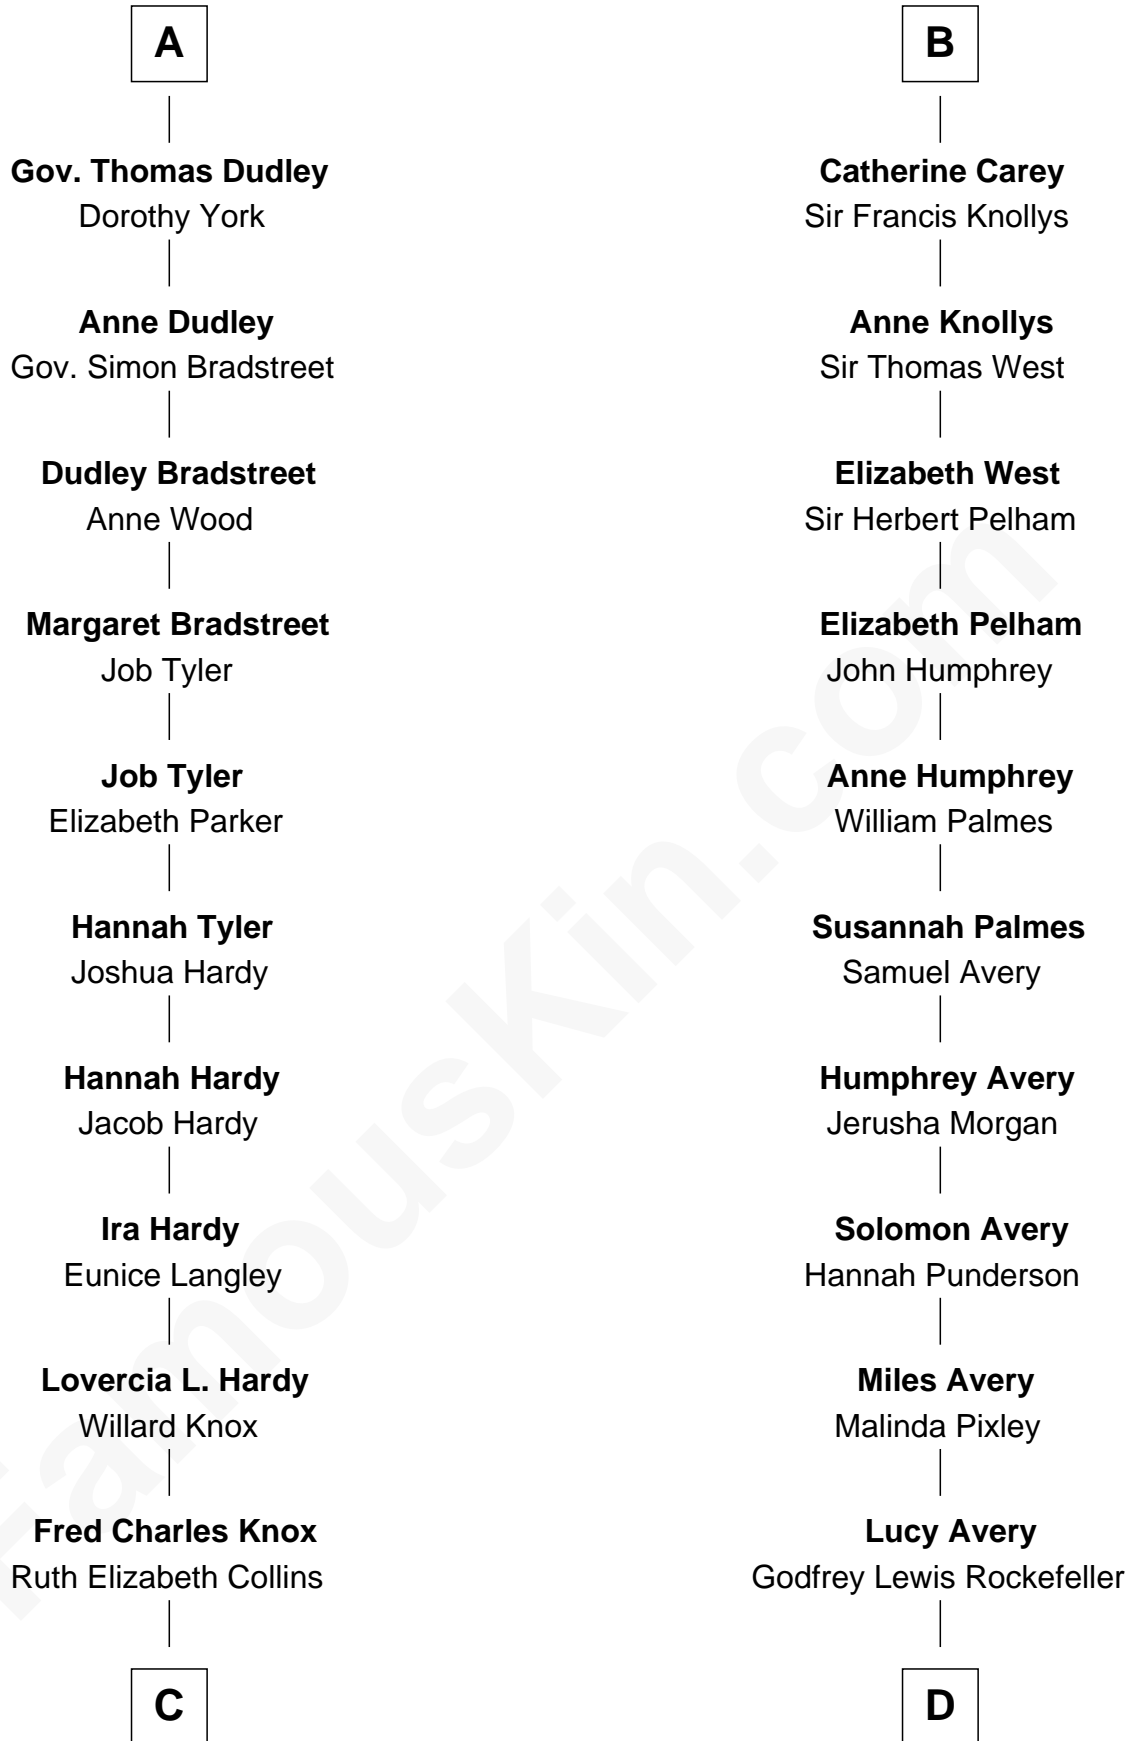 A
Gov. Thomas Dudley
Dorothy York
Anne Dudley
Gov. Simon Bradstreet
Dudley Bradstreet
Anne Wood
Margaret Bradstreet
Job Tyler
Job Tyler
Elizabeth Parker
Hannah Tyler
Joshua Hardy
Hannah Hardy
Jacob Hardy
Ira Hardy
Eunice Langley
Lovercia L. Hardy
Willard Knox
Fred Charles Knox
Ruth Elizabeth Collins
C
B
Catherine Carey
Sir Francis Knollys
Anne Knollys
Sir Thomas West
Elizabeth West
Sir Herbert Pelham
Elizabeth Pelham
John Humphrey
Anne Humphrey
William Palmes
Susannah Palmes
Samuel Avery
Humphrey Avery
Jerusha Morgan
Solomon Avery
Hannah Punderson
Miles Avery
Malinda Pixley
Lucy Avery
Godfrey Lewis Rockefeller
D
FamousKin.com